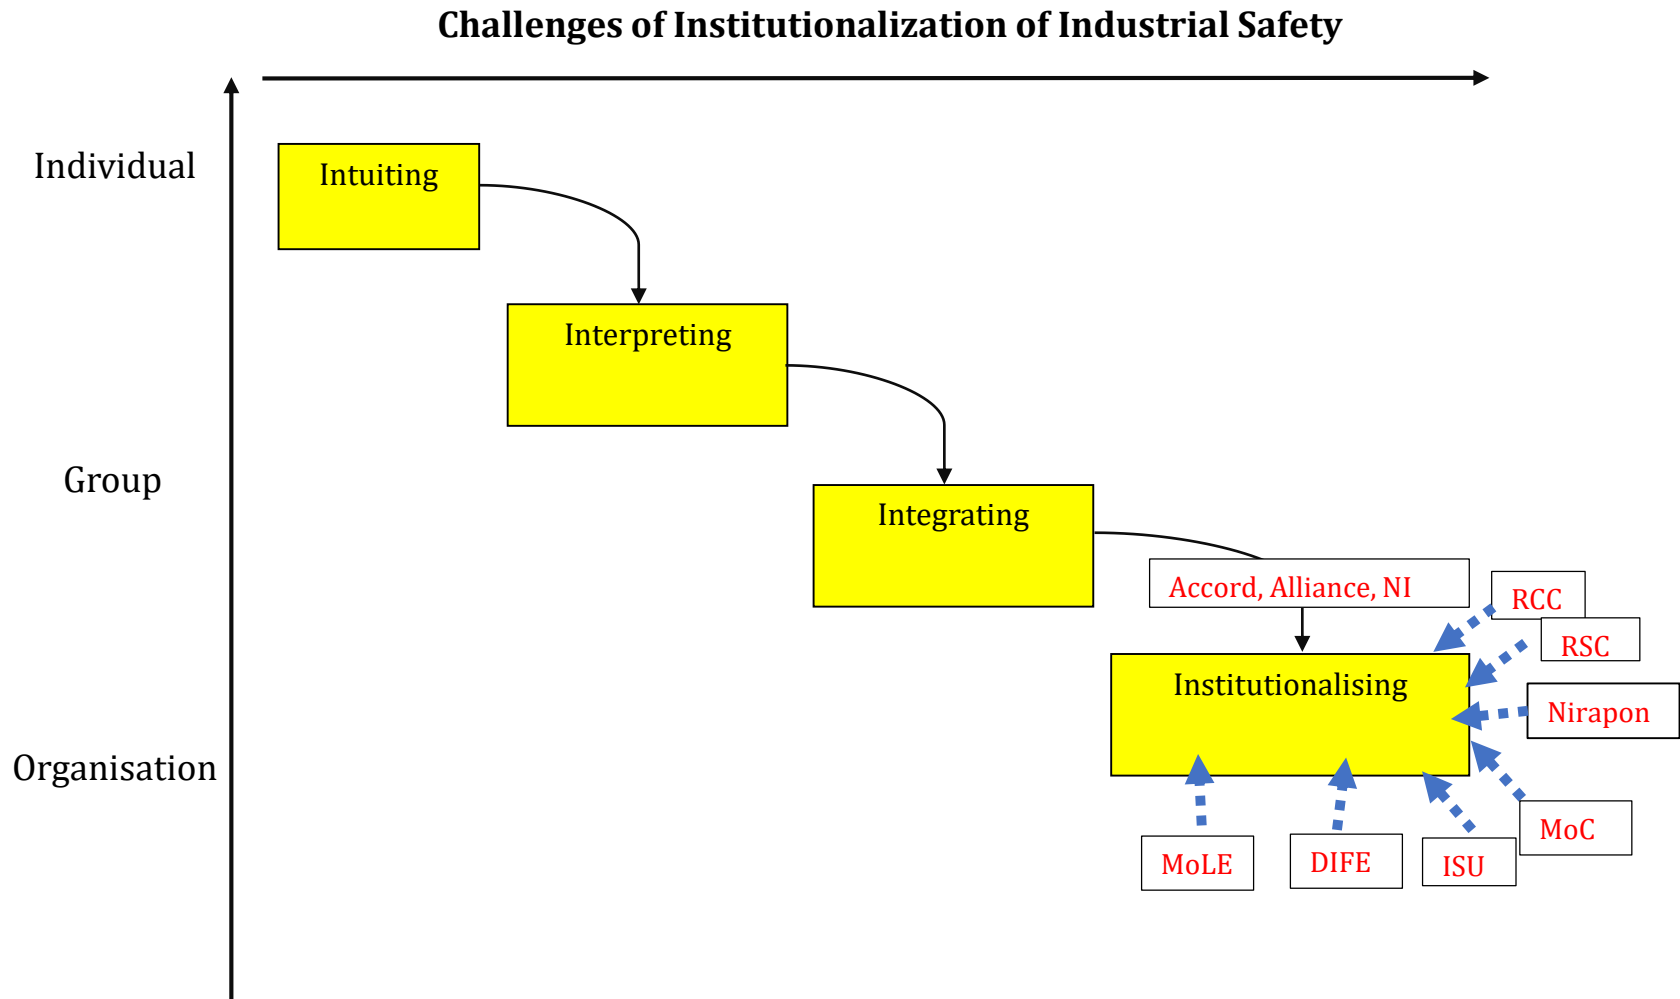 Challenges of Institutionalization of Industrial Safety
Individual
Intuiting
Interpreting
Group
Integrating
Accord, Alliance, NI
RCC
RSC
Institutionalising
Nirapon
Organisation
MoC
MoLE
DIFE
ISU